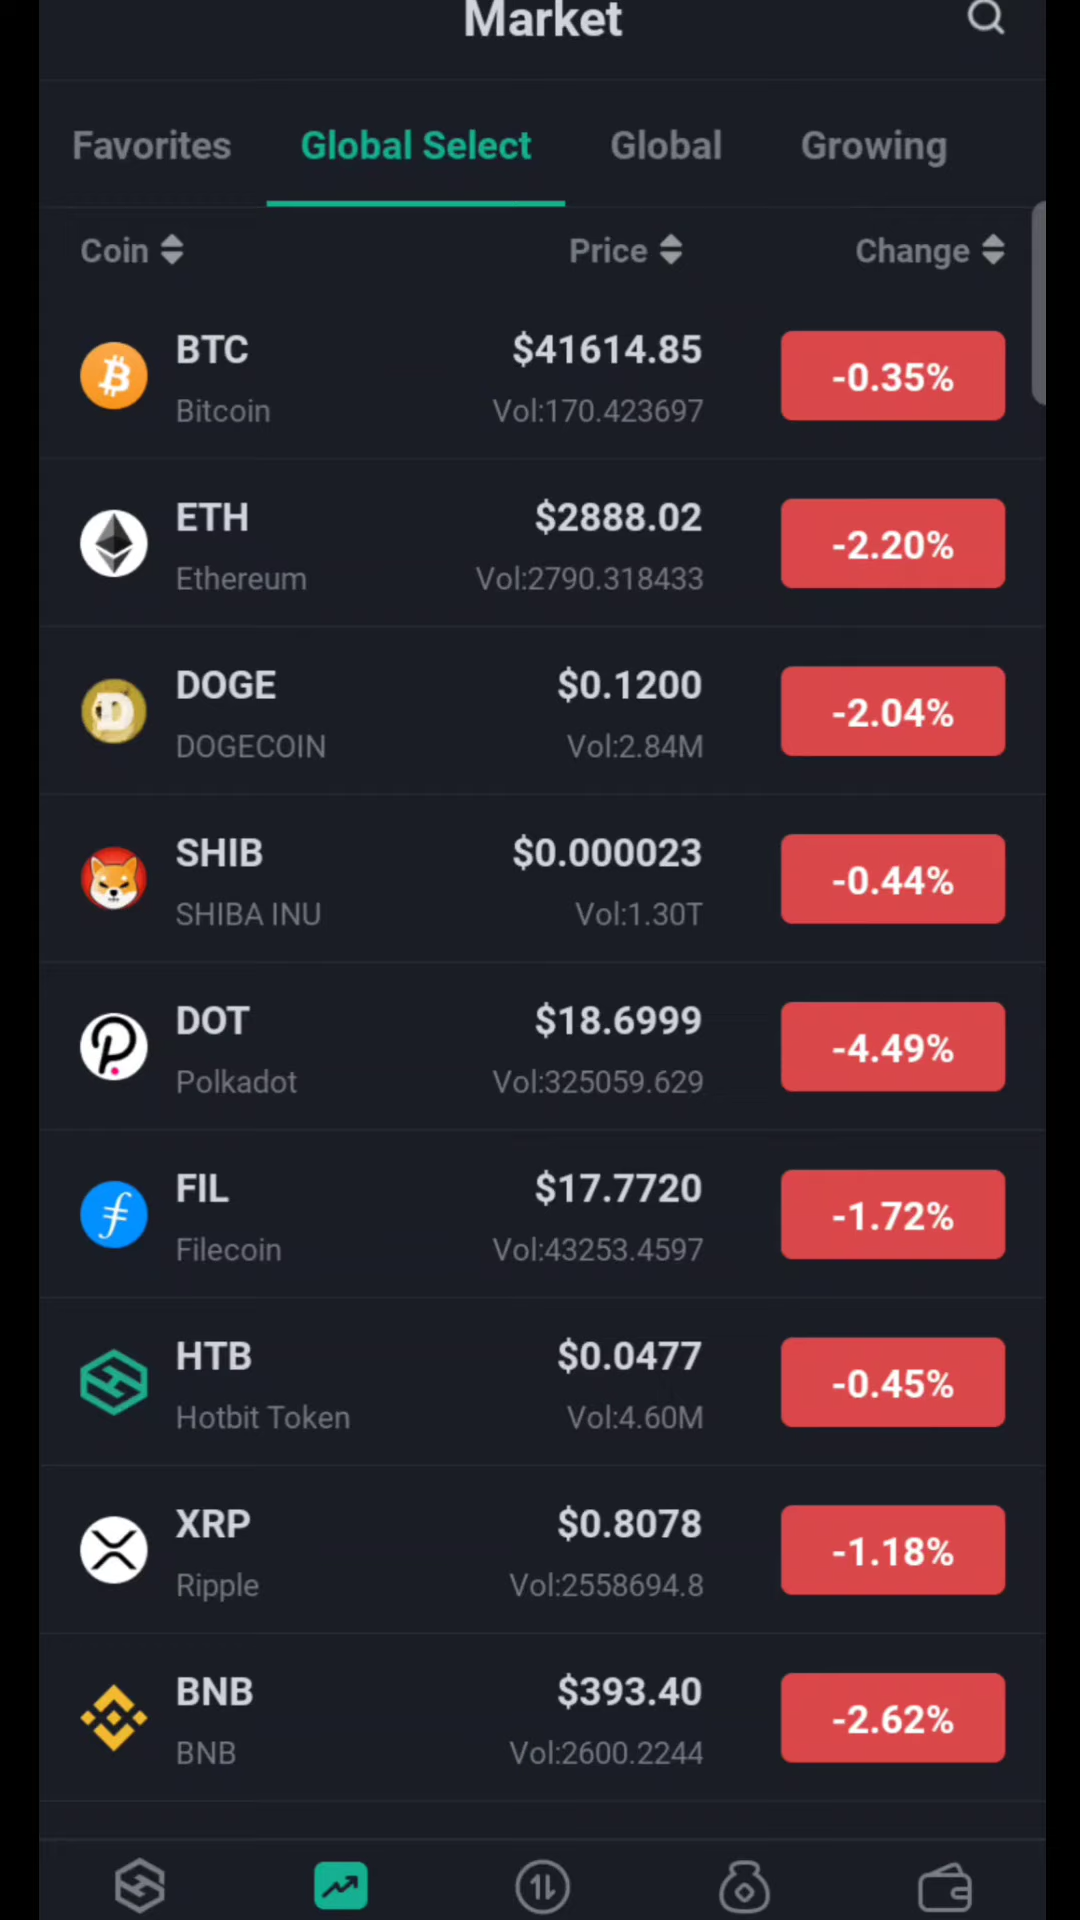 Market
Favorites Global Select Global Growing
Coin Price Change
BTC $41614.85 -0.35%
Bitcoin Vol:170.423697
ETH $2888.02 -2.20%
Ethereum Vol:2790.318433
DOGE $0.1200 -2.04%
DOGECOIN Vol:2.84M
SHIB $0.000023 -0.44%
SHIBA INU Vol:1.30T
DOT $18.6999 -4.49%
Polkadot Vol:325059.629
FIL $17.7720 -1.72%
Filecoin Vol:43253.4597
HTB $0.0477 -0.45%
Hotbit Token Vol:4.60M
XRP $0.8078 -1.18%
Ripple Vol:2558694.8
BNB $393.40 -2.62%
BNB Vol:2600.2244